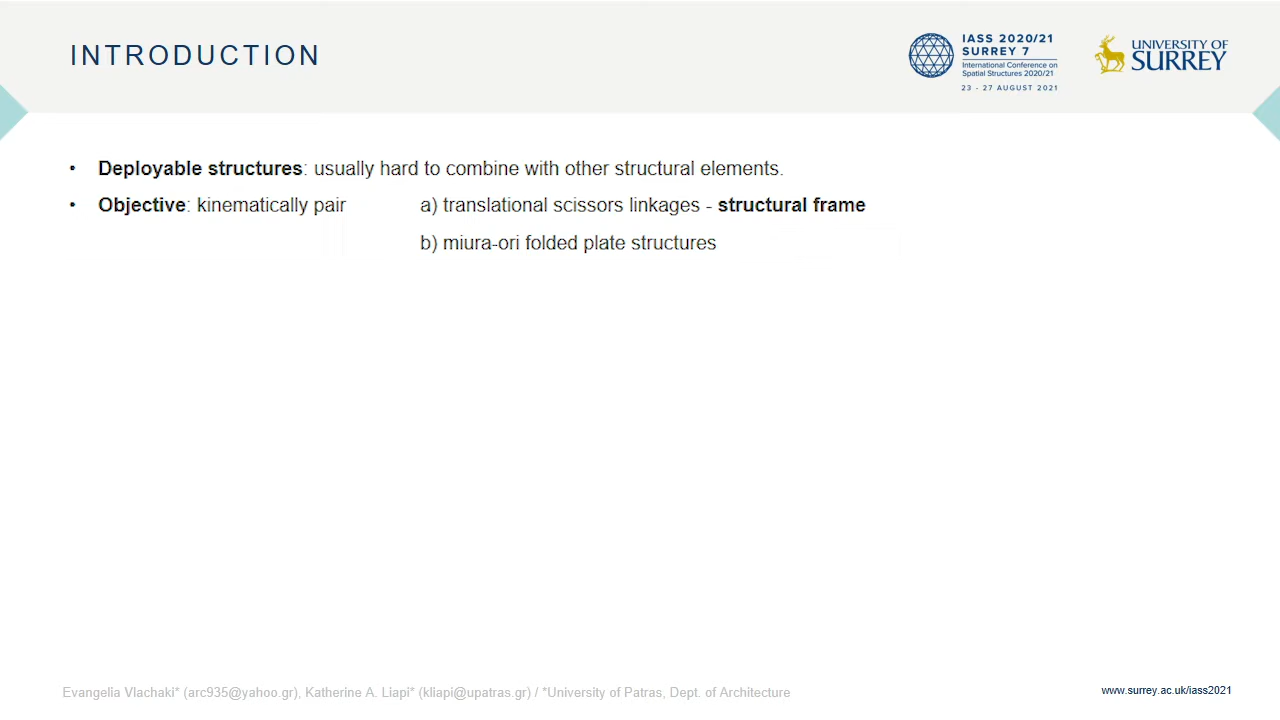 INTRODUCTION
IASS 2020/21
SURREY 7
International Conference on
Spatial Structures 2020/21
23 - 27 AUGUST 2021
UNIVERSITY OF
SURREY
• Deployable structures: usually hard to combine with other structural elements.
• Objective: kinematically pair a) translational scissors linkages - structural frame
b) miura-ori folded plate structures
Evangelia Vlachaki* (arc935@yahoo.gr), Katherine A. Liapi* (kliapi@upatras.gr) / *University of Patras, Dept. of Architecture
www.surrey.ac.uk/iass2021